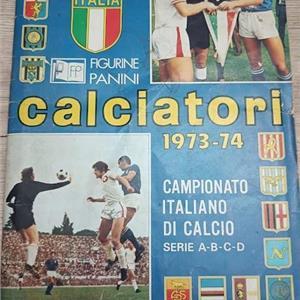 ITALIA
FIGURINE
PANINI
calciatori
1973-74
CAMPIONATO
ITALIANO
DI CALCIO
SERIE A-B-C-D